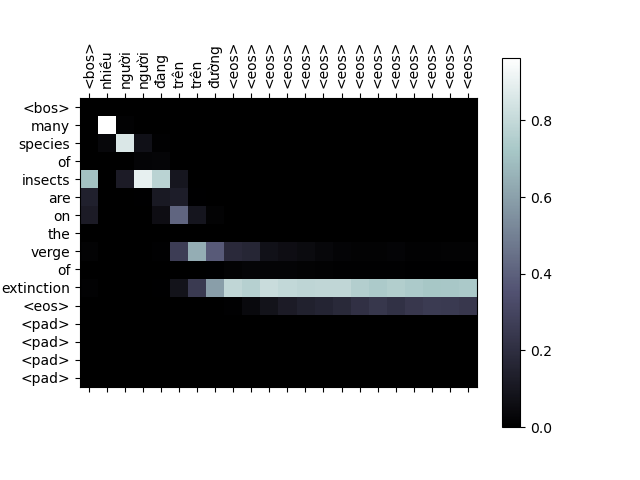 <bos>
nhiều
người
người
đang
trên
trên
đường
<eos>
<eos>
<eos>
<eos>
<eos>
<eos>
<eos>
<eos>
<eos>
<eos>
<eos>
<eos>
<eos>
<eos>
<bos>
many
species
of
insects
are
on
the
verge
of
extinction
<eos>
<pad>
<pad>
<pad>
<pad>
0.8
0.6
0.4
0.2
0.0